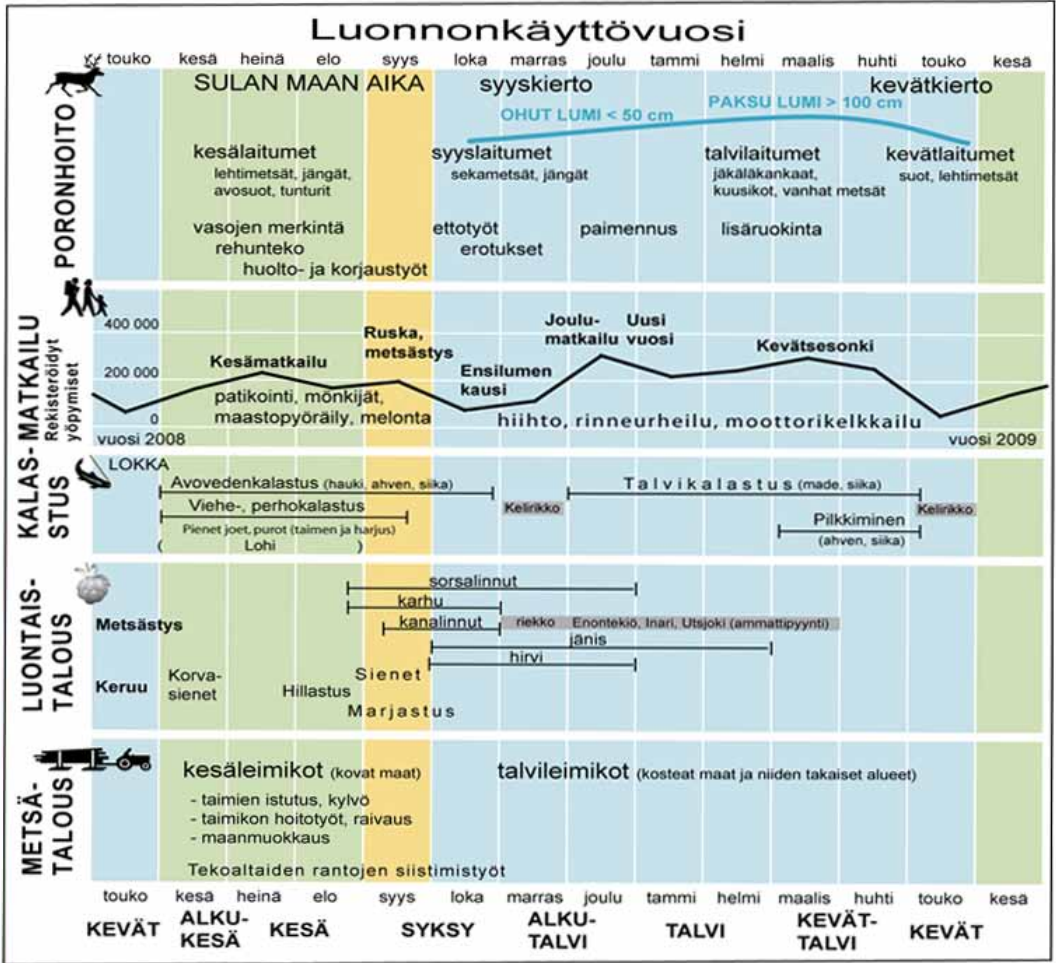 Luonnonkäyttövuosi
touko kesä heinä elo syys loka marras joulu tammi helmi maalis huhti touko kesä
PORONHOITO
SULAN MAAN AIKA syyskierto kevätkierto
OHUT LUMI < 50 cm PAKSU LUMI > 100 cm
kesälaitumet syyslaitumet talvilaitumet kevätlaitumet
lehtimetsät, jängät, sekametsät, jängät jäkäläkankaat, suot, lehtimetsät
avosuot, tunturit kuusikot, vanhat metsät
vasojen merkintä ettotyöt paimennus lisäruokinta
rehunteko erotukset
huolto- ja korjaustyöt
MATKAILU
Rekisteröidyt
yöpymiset
400 000
200 000
0
Kesämatkailu
Ruska,
metsästys
Ensilumen
kausi
Joulu-
matkailu
Uusi
vuosi
Kevätsesonki
patikointi, mönkijät,
maastopyöräily, melonta
hiihto, rinneurheilu, moottorikelkkailu
vuosi 2008 vuosi 2009
KALAS-
STUS
LOKKA
Avovedenkalastus (hauki, ahven, siika) Talvikalastus (made, siika)
Viehe-, perhokalastus Kelirikko Kelirikko
Pienet joet, purot (taimen ja harjus) Pilkkiminen
( Lohi ) (ahven, siika)
LUONTAIS-
TALOUS
sorsalinnut
karhu
Metsästys kanalinnut riekko Enontekiö, Inari, Utsjoki (ammattipyynti)
jänis
hirvi
Keruu
Korva-
sienet
Hillastus
Sienet
Marjastus
METSÄ-
TALOUS
kesäleimikot (kovat maat) talvileimikot (kosteat maat ja niiden takaiset alueet)
- taimien istutus, kylvö
- taimikon hoitotyöt, raivaus
- maanmuokkaus
Tekoaltaiden rantojen siistimistyöt
touko kesä heinä elo syys loka marras joulu tammi helmi maalis huhti touko kesä
KEVÄT ALKU-
KESÄ KESÄ SYKSY ALKU-
TALVI TALVI KEVÄT-
TALVI KEVÄT